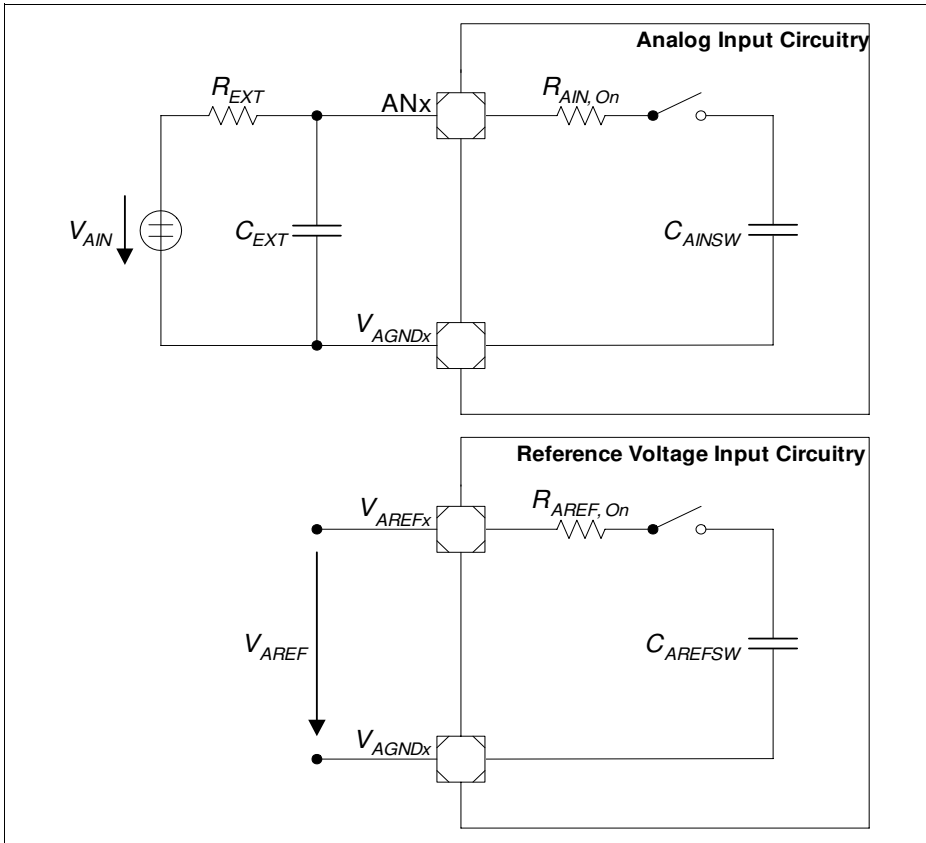 Analog Input Circuitry
R_EXT
ANx
R_AIN, On
V_AIN
C_EXT
C_AINSW
V_AGNDx
Reference Voltage Input Circuitry
V_AREFx
R_AREF, On
V_AREF
C_AREFSW
V_AGNDx